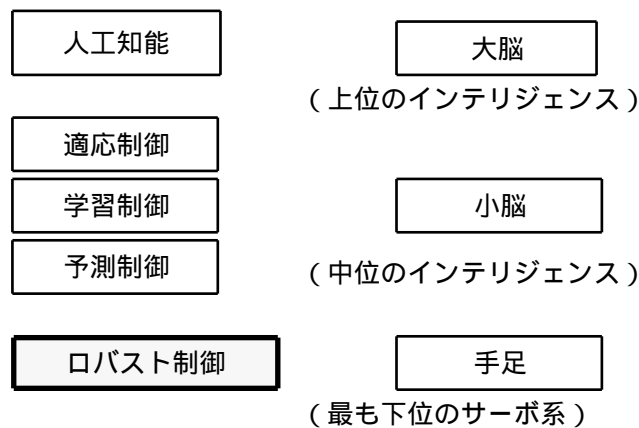 人工知能
大脳
(上位のインテリジェンス)
適応制御
学習制御
小脳
予測制御
(中位のインテリジェンス)
ロバスト制御
手足
(最も下位のサーボ系)